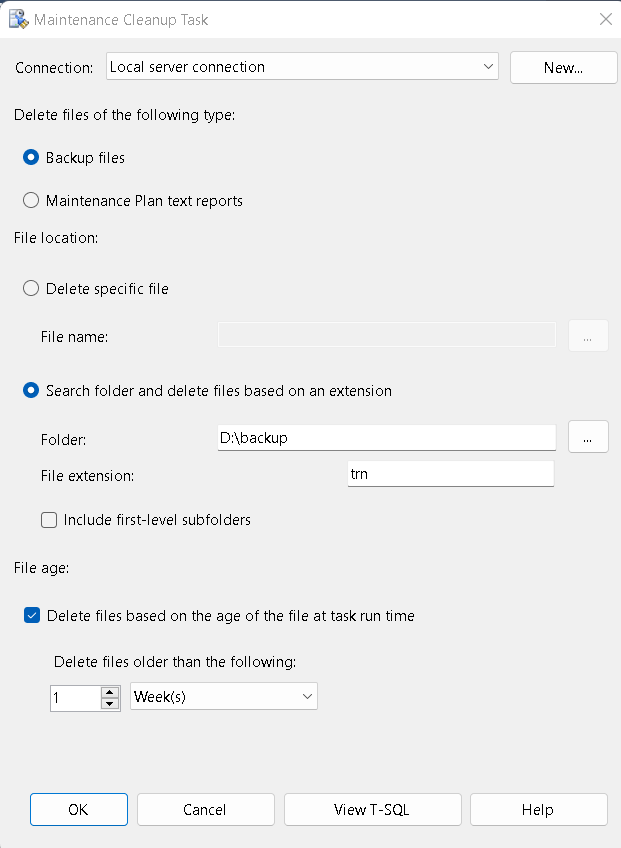 Maintenance Cleanup Task
Connection: Local server connection New...
Delete files of the following type:
Backup files
Maintenance Plan text reports
File location:
Delete specific file
File name: ...
Search folder and delete files based on an extension
Folder: D:\backup ...
File extension: trn
Include first-level subfolders
File age:
Delete files based on the age of the file at task run time
Delete files older than the following:
1 Week(s)
OK Cancel View T-SQL Help